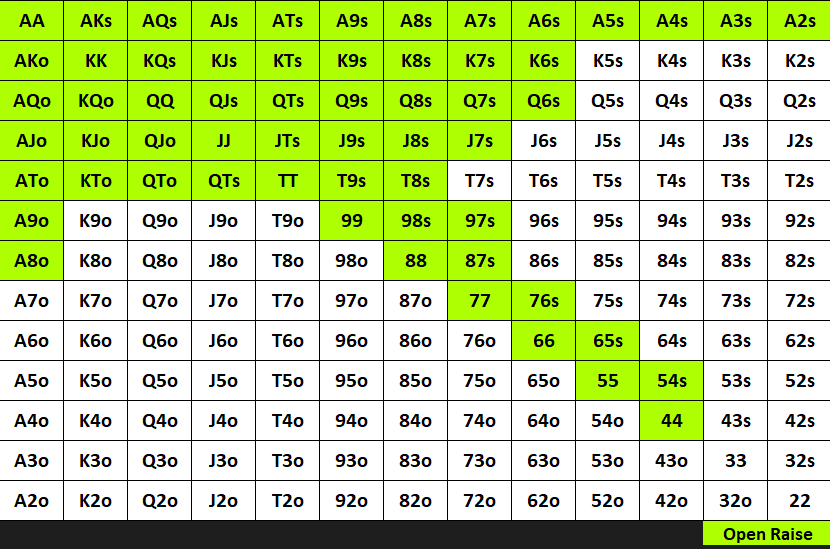 AA AKs AQs AJs ATs A9s A8s A7s A6s A5s A4s A3s A2s
AKo KK KQs KJs KTs K9s K8s K7s K6s K5s K4s K3s K2s
AQo KQo QQ QJs QTs Q9s Q8s Q7s Q6s Q5s Q4s Q3s Q2s
AJo KJo QJo JJ JTs J9s J8s J7s J6s J5s J4s J3s J2s
ATo KTo QTo QTs TT T9s T8s T7s T6s T5s T4s T3s T2s
A9o K9o Q9o J9o T9o 99 98s 97s 96s 95s 94s 93s 92s
A8o K8o Q8o J8o T8o 98o 88 87s 86s 85s 84s 83s 82s
A7o K7o Q7o J7o T7o 97o 87o 77 76s 75s 74s 73s 72s
A6o K6o Q6o J6o T6o 96o 86o 76o 66 65s 64s 63s 62s
A5o K5o Q5o J5o T5o 95o 85o 75o 65o 55 54s 53s 52s
A4o K4o Q4o J4o T4o 94o 84o 74o 64o 54o 44 43s 42s
A3o K3o Q3o J3o T3o 93o 83o 73o 63o 53o 43o 33 32s
A2o K2o Q2o J2o T2o 92o 82o 72o 62o 52o 42o 32o 22
Open Raise